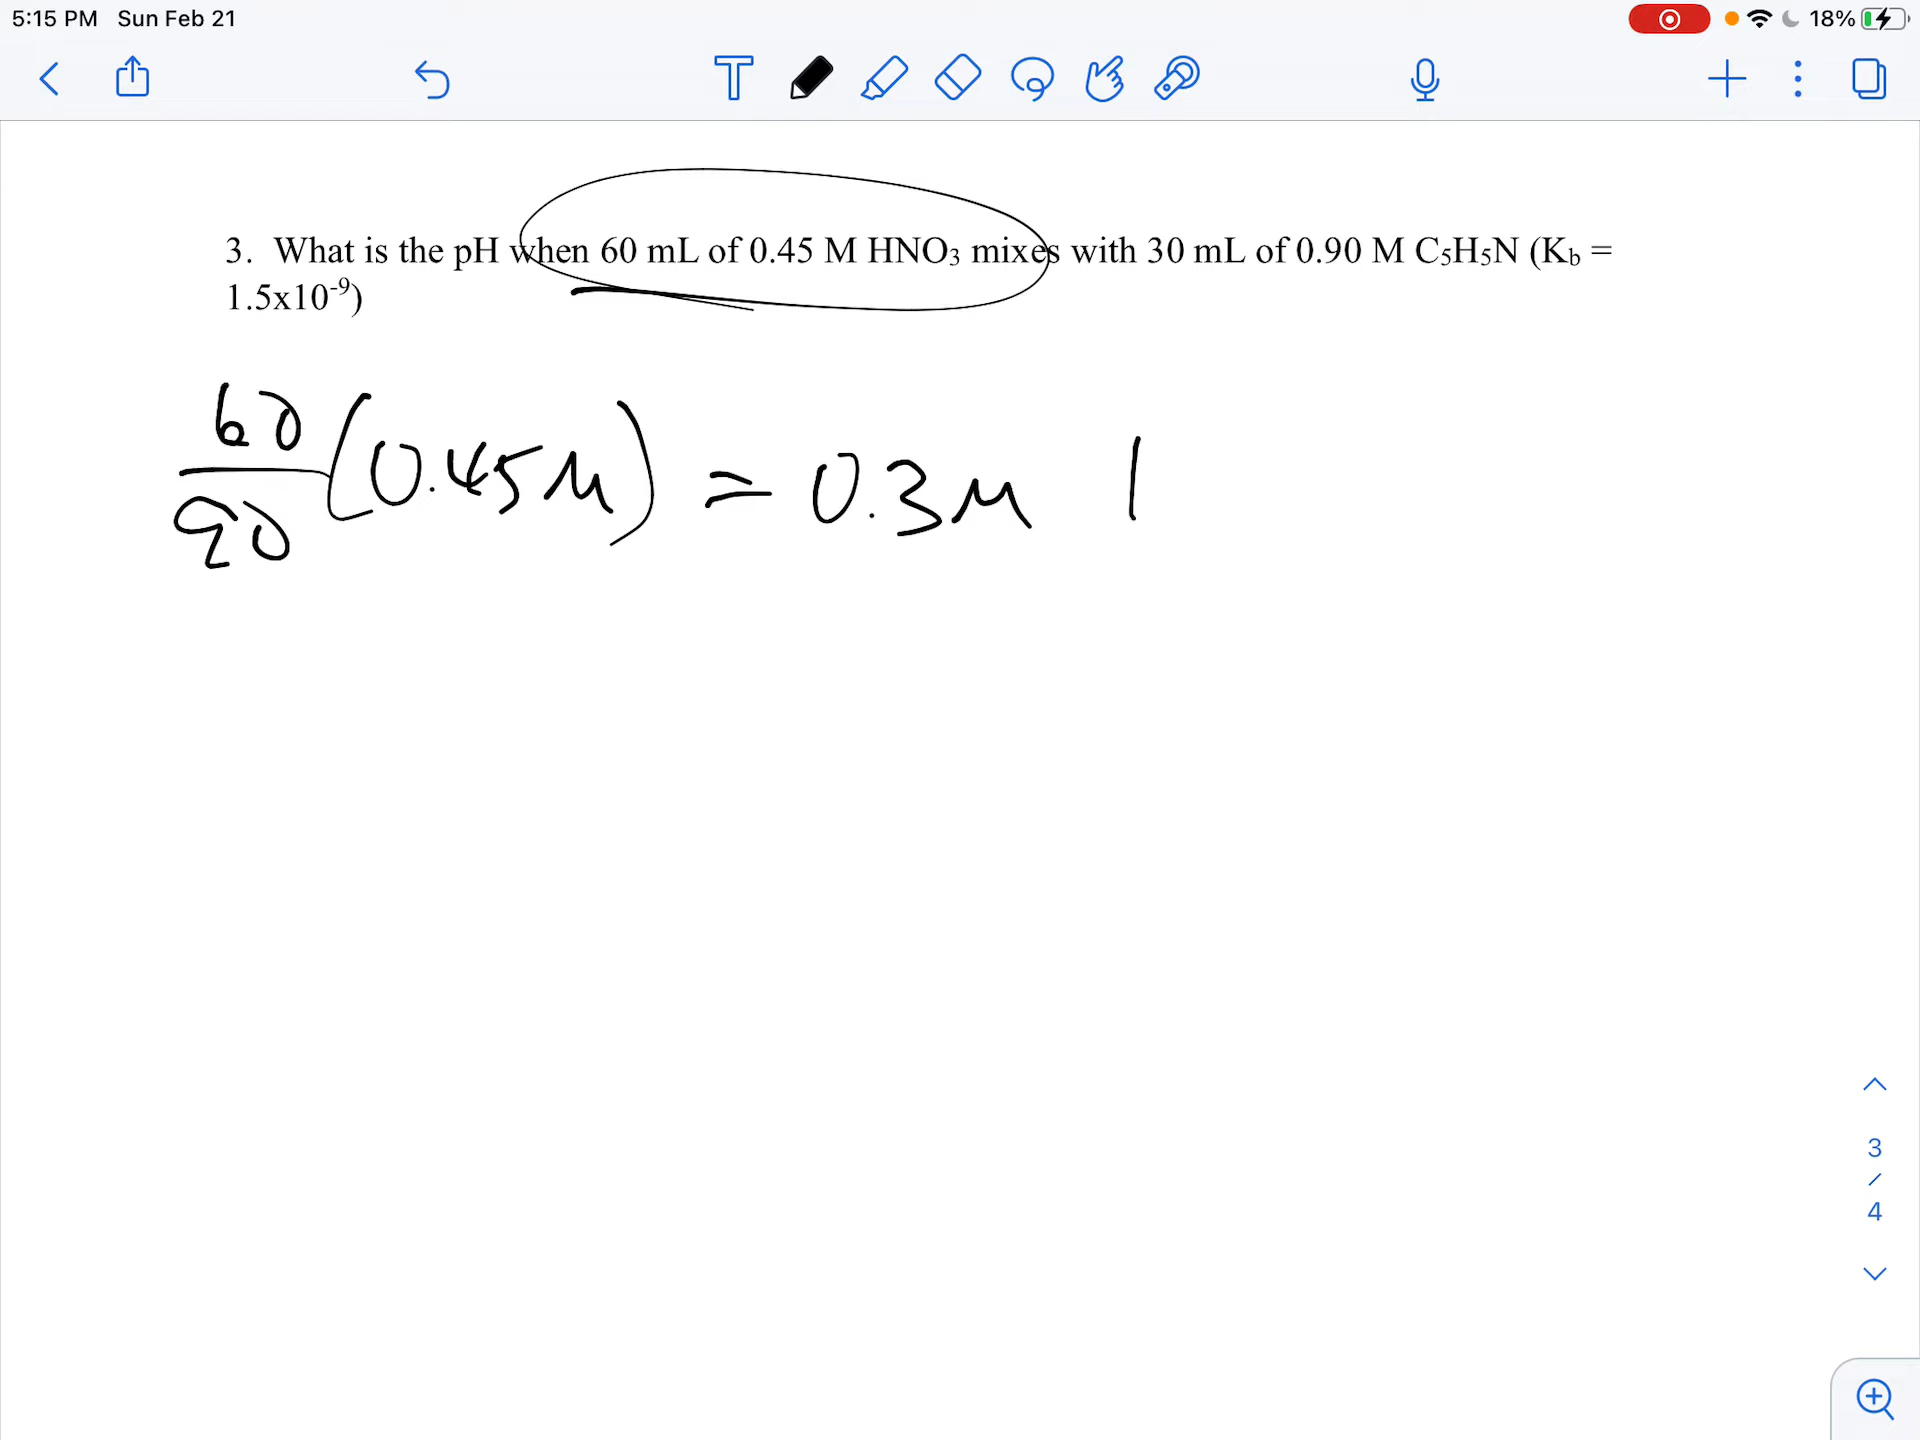 5:15 PM Sun Feb 21
18%
T
3. What is the pH when 60 mL of 0.45 M HNO₃ mixes with 30 mL of 0.90 M C₅H₅N (K_b =
1.5x10⁻⁹)
60/90 (0.45M) = 0.3M |
3
/
4